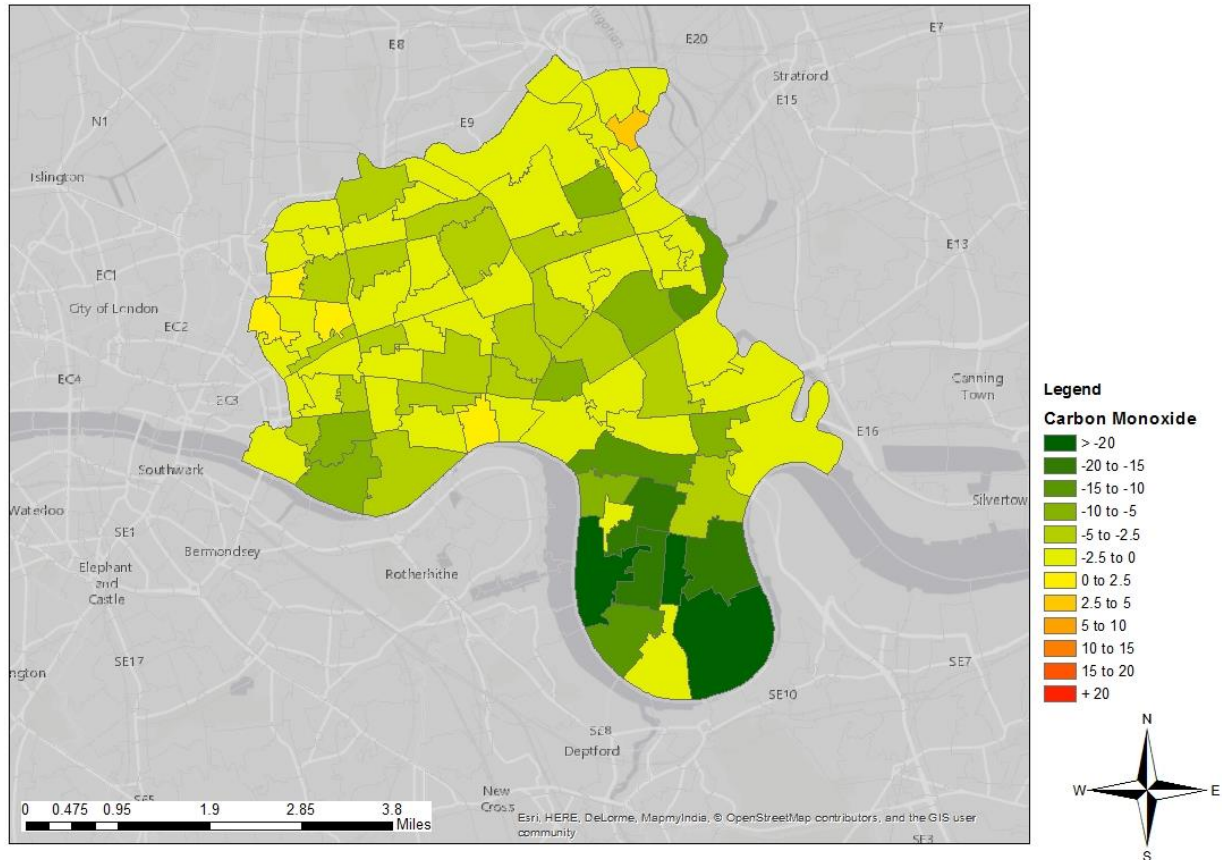 E8
E20
E7
Stratford
E15
N1
E9
Islington
E13
EC1
City of London
EC2
EC4
EC3
Canning
Town
E16
Southwark
Silvertow
Waterloo
SE1
Bermondsey
Elephant
and
Castle
Rotherhithe
SE17
ngton
SE7
SE10
SE8
Deptford
New
Cross
SE3
0 0.475 0.95 1.9 2.85 3.8
Miles
Esri, HERE, DeLorme, MapmyIndia, © OpenStreetMap contributors, and the GIS user
community
Legend
Carbon Monoxide
> -20
-20 to -15
-15 to -10
-10 to -5
-5 to -2.5
-2.5 to 0
0 to 2.5
2.5 to 5
5 to 10
10 to 15
15 to 20
+ 20
N
W E
S